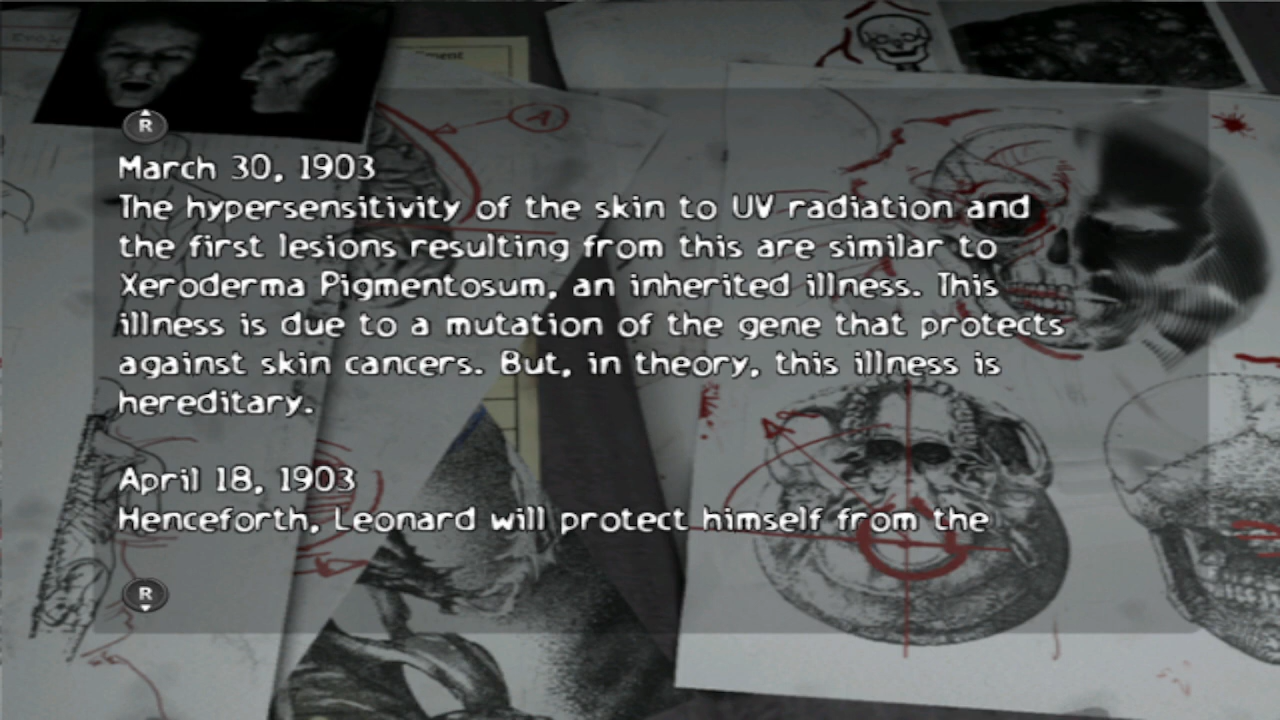 ment
A
R
March 30, 1903
The hypersensitivity of the skin to UV radiation and
the first lesions resulting from this are similar to
Xeroderma Pigmentosum, an inherited illness. This
illness is due to a mutation of the gene that protects
against skin cancers. But, in theory, this illness is
hereditary.
April 18, 1903
Henceforth, Leonard will protect himself from the
R